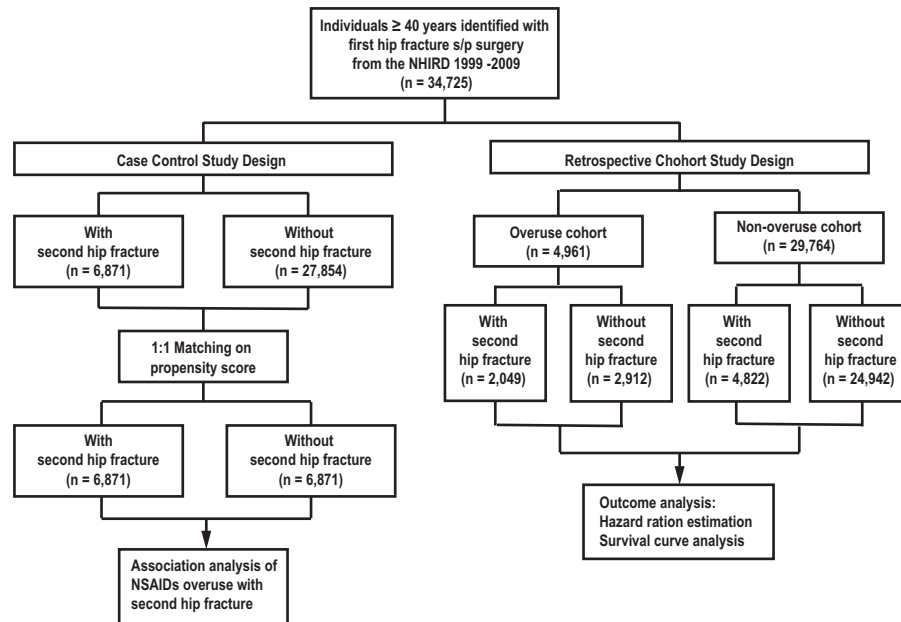 Individuals ≥ 40 years identified with
first hip fracture s/p surgery
from the NHIRD 1999 -2009
(n = 34,725)
Case Control Study Design
With
second hip fracture
(n = 6,871)
Without
second hip fracture
(n = 27,854)
1:1 Matching on
propensity score
With
second hip fracture
(n = 6,871)
Without
second hip fracture
(n = 6,871)
Association analysis of
NSAIDs overuse with
second hip fracture
Retrospective Chohort Study Design
Overuse cohort
(n = 4,961)
Non-overuse cohort
(n = 29,764)
With
second
hip fracture
(n = 2,049)
Without
second
hip fracture
(n = 2,912)
With
second
hip fracture
(n = 4,822)
Without
second
hip fracture
(n = 24,942)
Outcome analysis:
Hazard ration estimation
Survival curve analysis